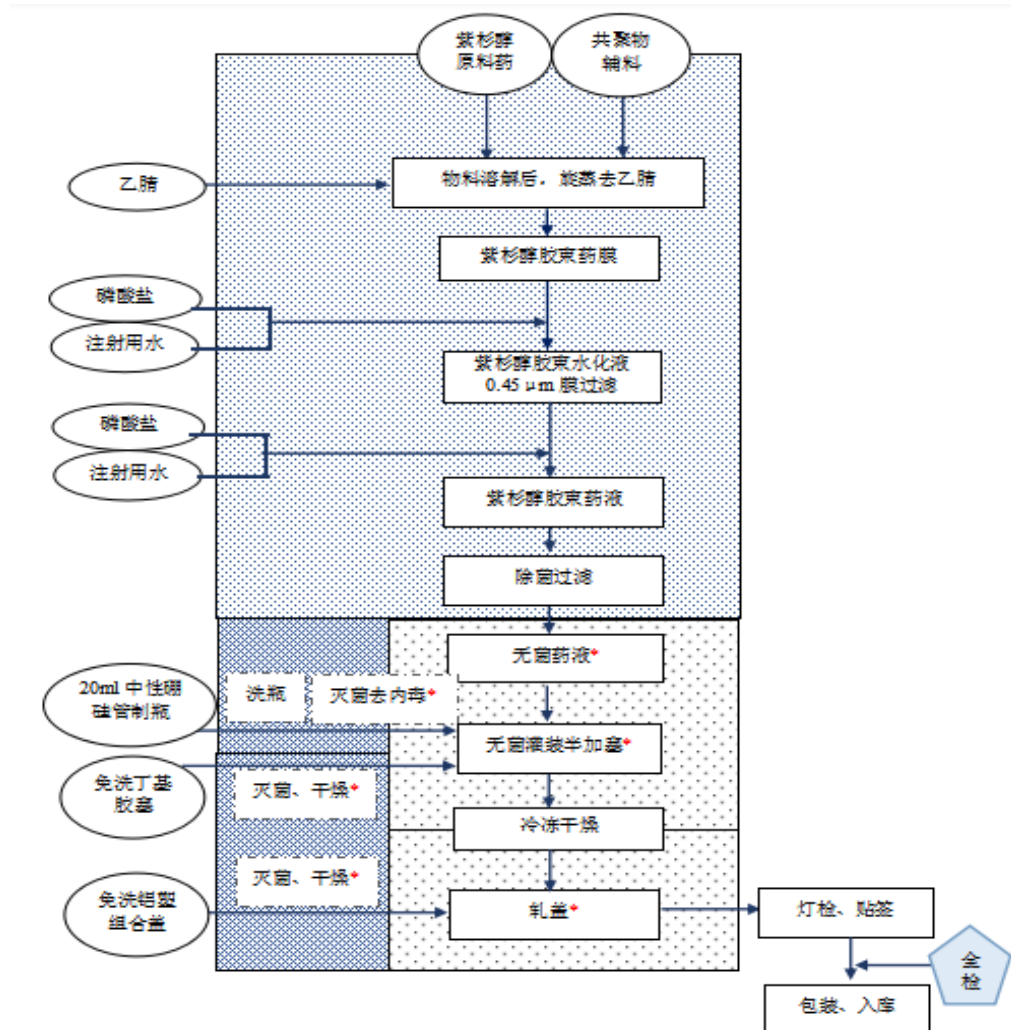 紫杉醇
原料药
共聚物
辅料
乙腈
物料溶解后，旋蒸去乙腈
紫杉醇胶束药膜
磷酸盐
注射用水
紫杉醇胶束水化液
0.45 μm 膜过滤
磷酸盐
注射用水
紫杉醇胶束药液
除菌过滤
无菌药液*
20ml 中性硼
硅管制瓶
洗瓶
灭菌去内毒*
无菌灌装半加塞*
免洗丁基
胶塞
灭菌、干燥*
冷冻干燥
灭菌、干燥*
免洗铝塑
组合盖
轧盖*
灯检、贴签
全
检
包装、入库